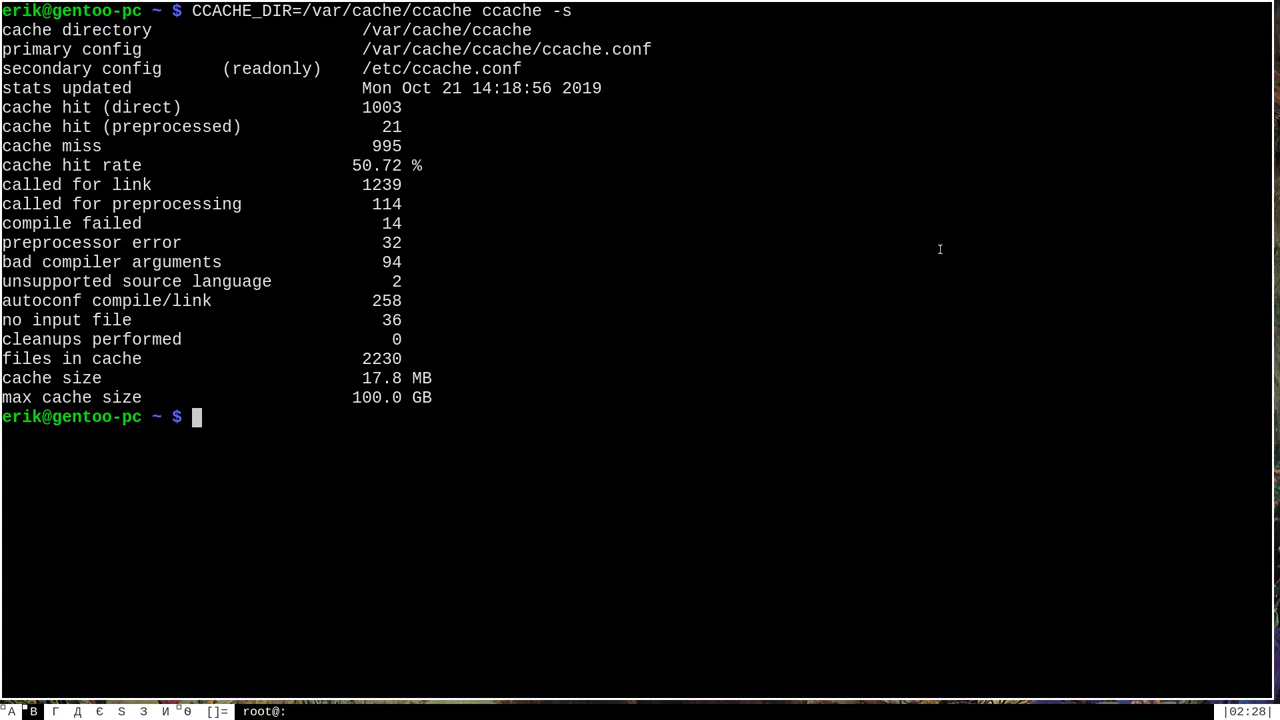 erik@gentoo-pc ~ $ CCACHE_DIR=/var/cache/ccache ccache -s
cache directory                     /var/cache/ccache
primary config                      /var/cache/ccache/ccache.conf
secondary config      (readonly)    /etc/ccache.conf
stats updated                       Mon Oct 21 14:18:56 2019
cache hit (direct)                  1003
cache hit (preprocessed)              21
cache miss                           995
cache hit rate                     50.72 %
called for link                     1239
called for preprocessing             114
compile failed                        14
preprocessor error                    32
bad compiler arguments                94
unsupported source language            2
autoconf compile/link                258
no input file                         36
cleanups performed                     0
files in cache                      2230
cache size                          17.8 MB
max cache size                     100.0 GB
erik@gentoo-pc ~ $
А В Г Д Є Ѕ З И Ѳ []= root@: |02:28|